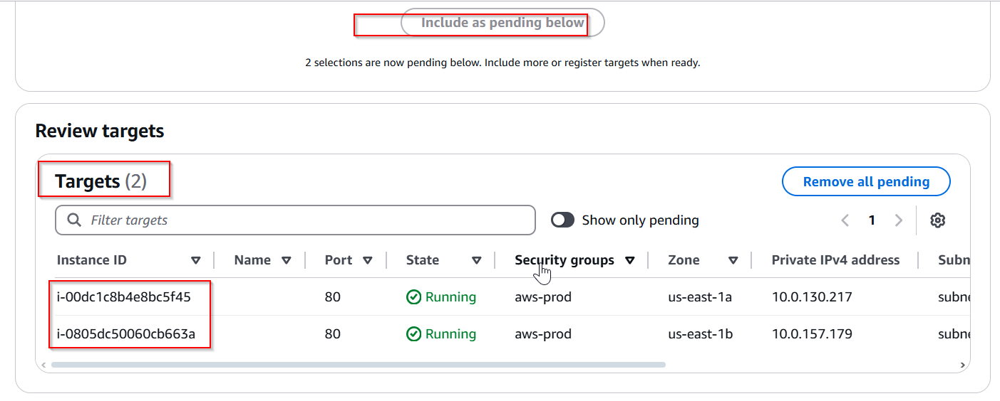 Include as pending below
2 selections are now pending below. Include more or register targets when ready.
Review targets
Targets (2)
Remove all pending
Filter targets
Show only pending
1
Instance ID Name Port State Security groups Zone Private IPv4 address Subn
i-00dc1c8b4e8bc5f45 80 Running aws-prod us-east-1a 10.0.130.217 subne
i-0805dc50060cb663a 80 Running aws-prod us-east-1b 10.0.157.179 subne